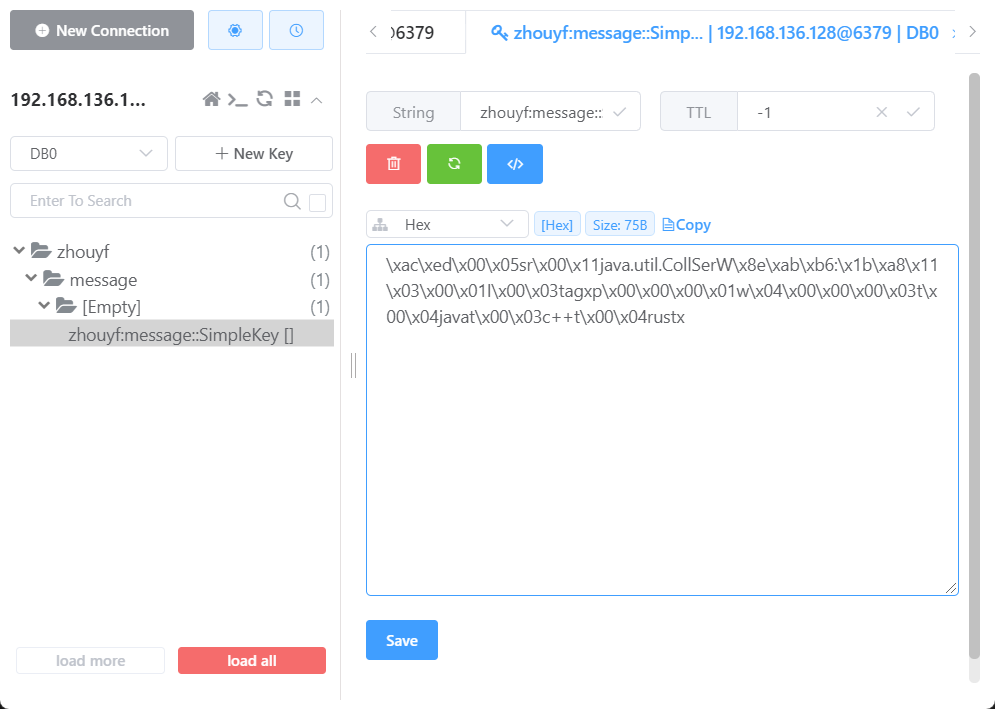 New Connection
192.168.136.1...
DB0
+ New Key
Enter To Search
zhouyf (1)
message (1)
[Empty] (1)
zhouyf:message::SimpleKey []
load more
load all
6379
zhouyf:message::Simp... | 192.168.136.128@6379 | DB0
String
zhouyf:message::
TTL
-1
Hex
[Hex]
Size: 75B
Copy
\xac\xed\x00\x05sr\x00\x11java.util.CollSerW\x8e\xab\xb6:\x1b\xa8\x11
\x03\x00\x01I\x00\x03tagxp\x00\x00\x00\x01w\x04\x00\x00\x00\x03t\x
00\x04javat\x00\x03c++t\x00\x04rustx
Save